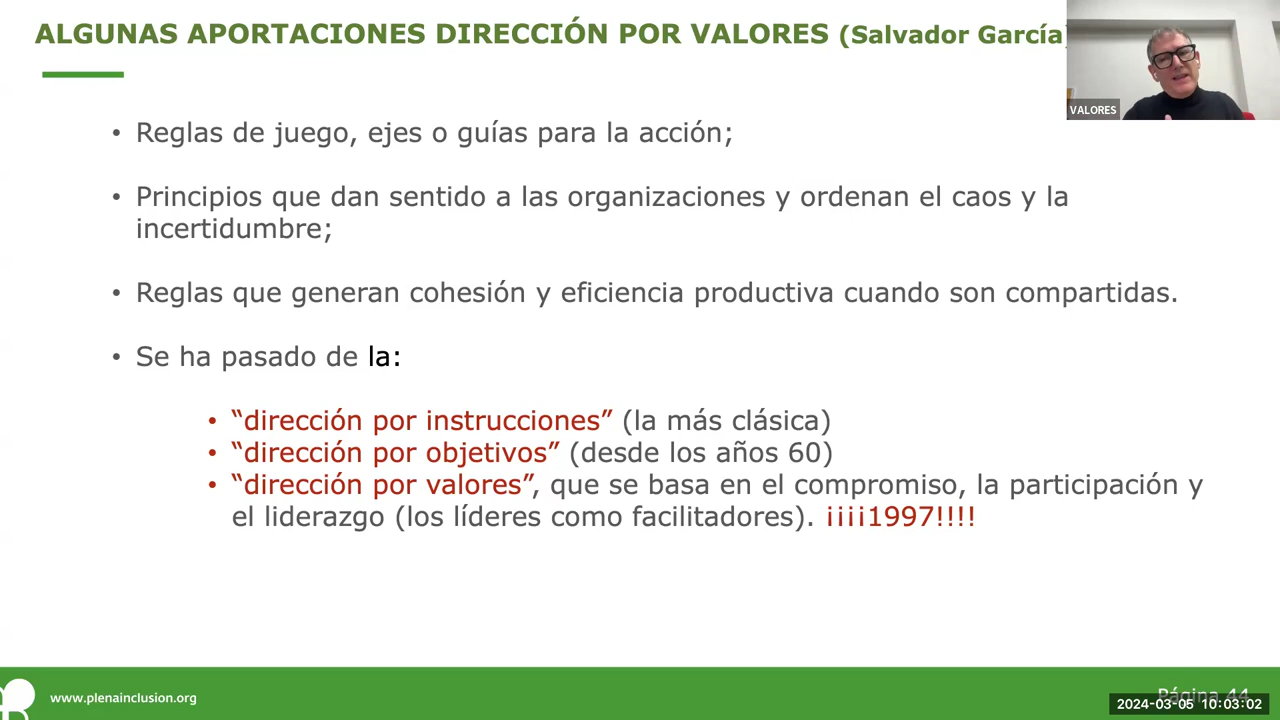 ALGUNAS APORTACIONES DIRECCIÓN POR VALORES (Salvador García)
VALORES
• Reglas de juego, ejes o guías para la acción;
• Principios que dan sentido a las organizaciones y ordenan el caos y la
incertidumbre;
• Reglas que generan cohesión y eficiencia productiva cuando son compartidas.
• Se ha pasado de la:
• “dirección por instrucciones” (la más clásica)
• “dirección por objetivos” (desde los años 60)
• “dirección por valores”, que se basa en el compromiso, la participación y
el liderazgo (los líderes como facilitadores). ¡¡¡¡1997!!!!
www.plenainclusion.org
Página 44
2024-03-05 10:03:02